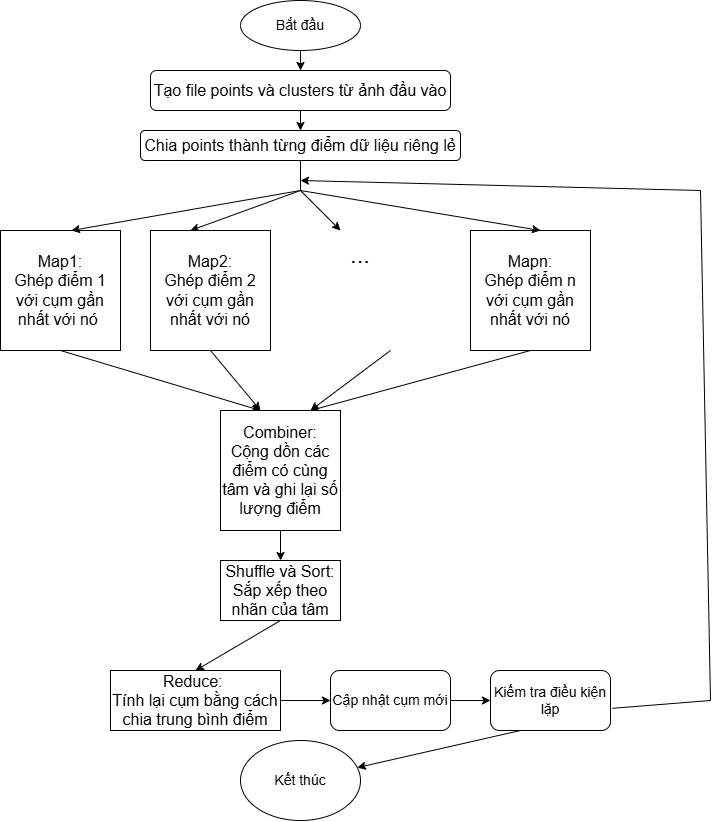 Bắt đầu
Tạo file points và clusters từ ảnh đầu vào
Chia points thành từng điểm dữ liệu riêng lẻ
Map1:
Ghép điểm 1
với cụm gần
nhất với nó
Map2:
Ghép điểm 2
với cụm gần
nhất với nó
...
Mapn:
Ghép điểm n
với cụm gần
nhất với nó
Combiner:
Cộng dồn các
điểm có cùng
tâm và ghi lại số
lượng điểm
Shuffle và Sort:
Sắp xếp theo
nhãn của tâm
Reduce:
Tính lại cụm bằng cách
chia trung bình điểm
Cập nhật cụm mới
Kiểm tra điều kiện
lặp
Kết thúc